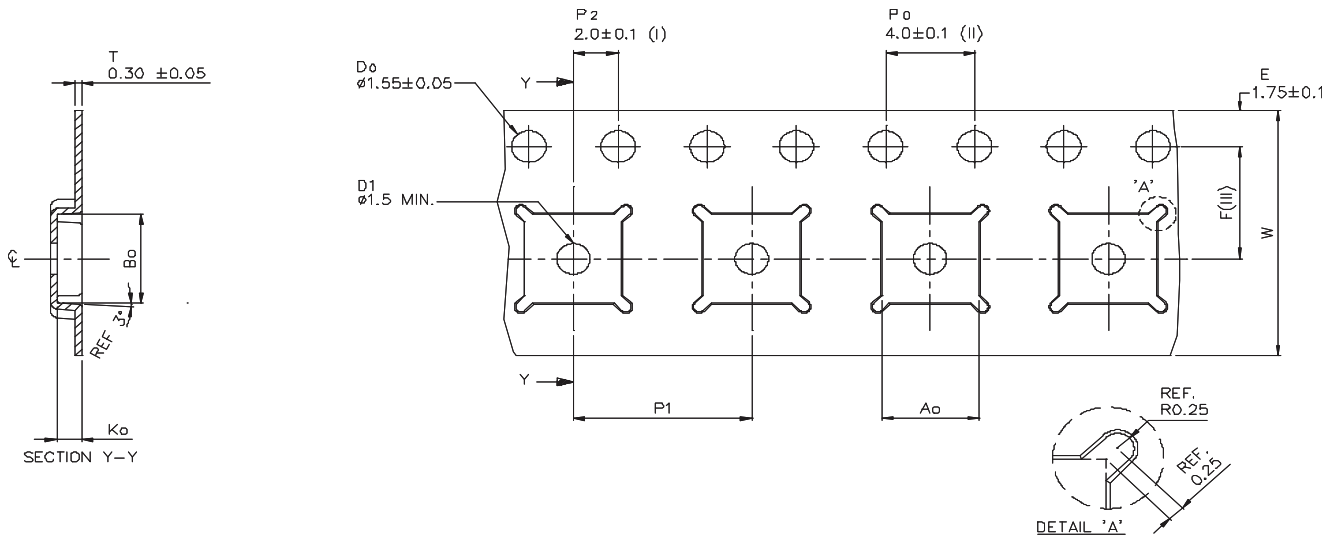 P2
2.0±0.1 (I)
Po
4.0±0.1 (II)
T
0.30 ±0.05
Do
ø1.55±0.05
Y
E
1.75±0.1
D1
ø1.5 MIN.
'A'
F(III)
W
℄
Bo
REF 3°
Y
P1
Ao
Ko
SECTION Y-Y
REF.
R0.25
REF.
0.25
DETAIL 'A'